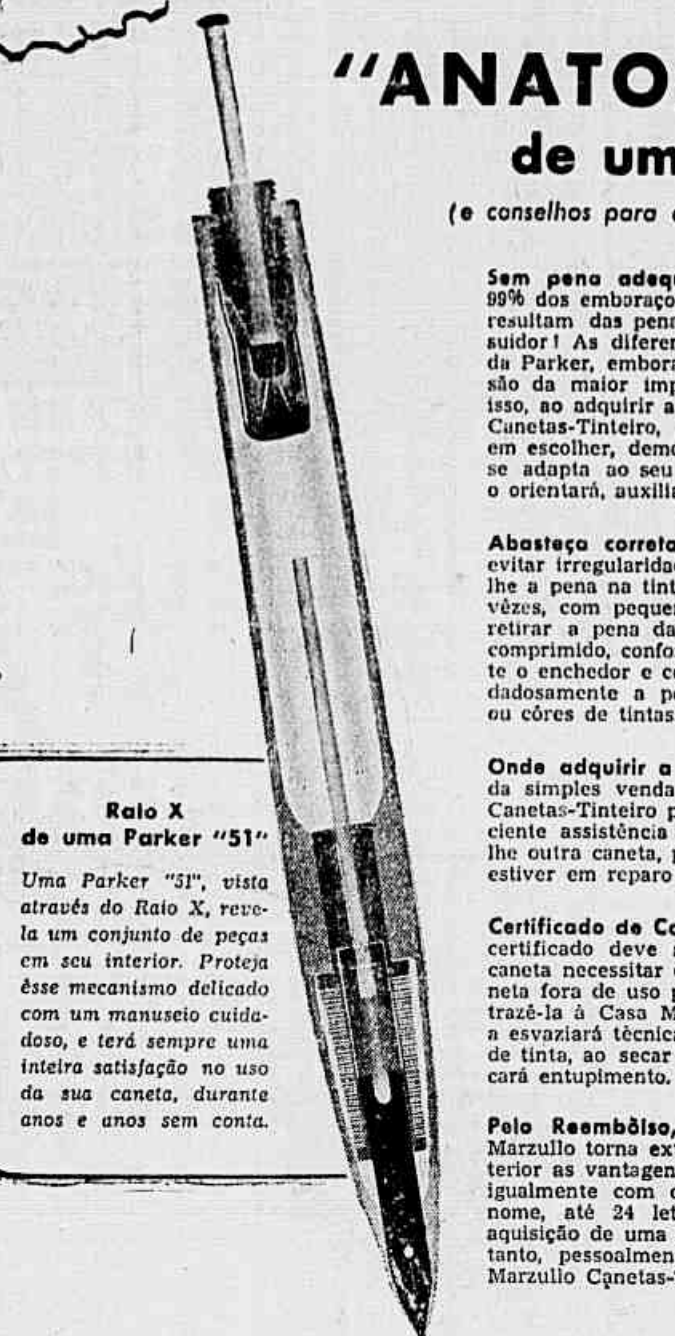 "ANATO
de um
(e conselhos para
Sem pena adequ
99% dos embaraço
resultam das pena
suidor! As diferen
da Parker, embora
são da maior imp
isso, ao adquirir a
Canetas-Tinteiro,
em escolher, demo
se adapta ao seu
o orientará, auxilia
Abasteça correta
evitar irregularida
lhe a pena na tint
vêzes, com peque
retirar a pena da
comprimido, confo
te o enchedor e c
dadosamente a p
ou côres de tintas
Onde adquirir a
da simples venda
Canetas-Tinteiro p
ciente assistência
lhe outra caneta, p
estiver em reparo
Certificado de Co
certificado deve
caneta necessitar
neta fora de uso p
trazê-la à Casa M
a esvaziará tècnic
de tinta, ao secar
cará entupimento.
Pelo Reembôlso,
Marzullo torna ex
terior as vantagen
igualmente com
nome, até 24 let
aquisição de uma
tanto, pessoalmen
Marzullo Canetas-
Raio X
de uma Parker "51"
Uma Parker "51", vista
através do Raio X, reve-
la um conjunto de peças
em seu interior. Proteja
êsse mecanismo delicado
com um manuseio cuida-
doso, e terá sempre uma
inteira satisfação no uso
da sua caneta, durante
anos e anos sem conta.